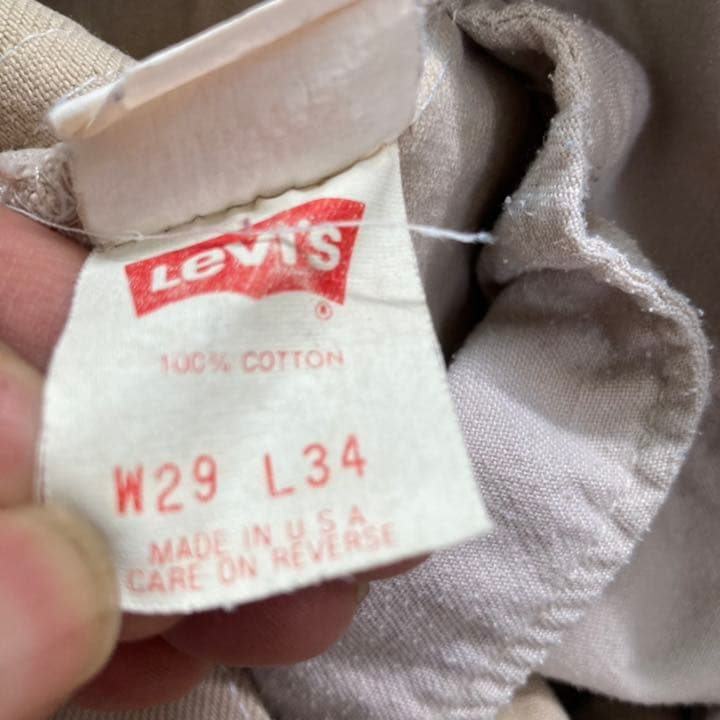 Levi's
®
100% COTTON
W29 L34
MADE IN U S A
CARE ON REVERSE